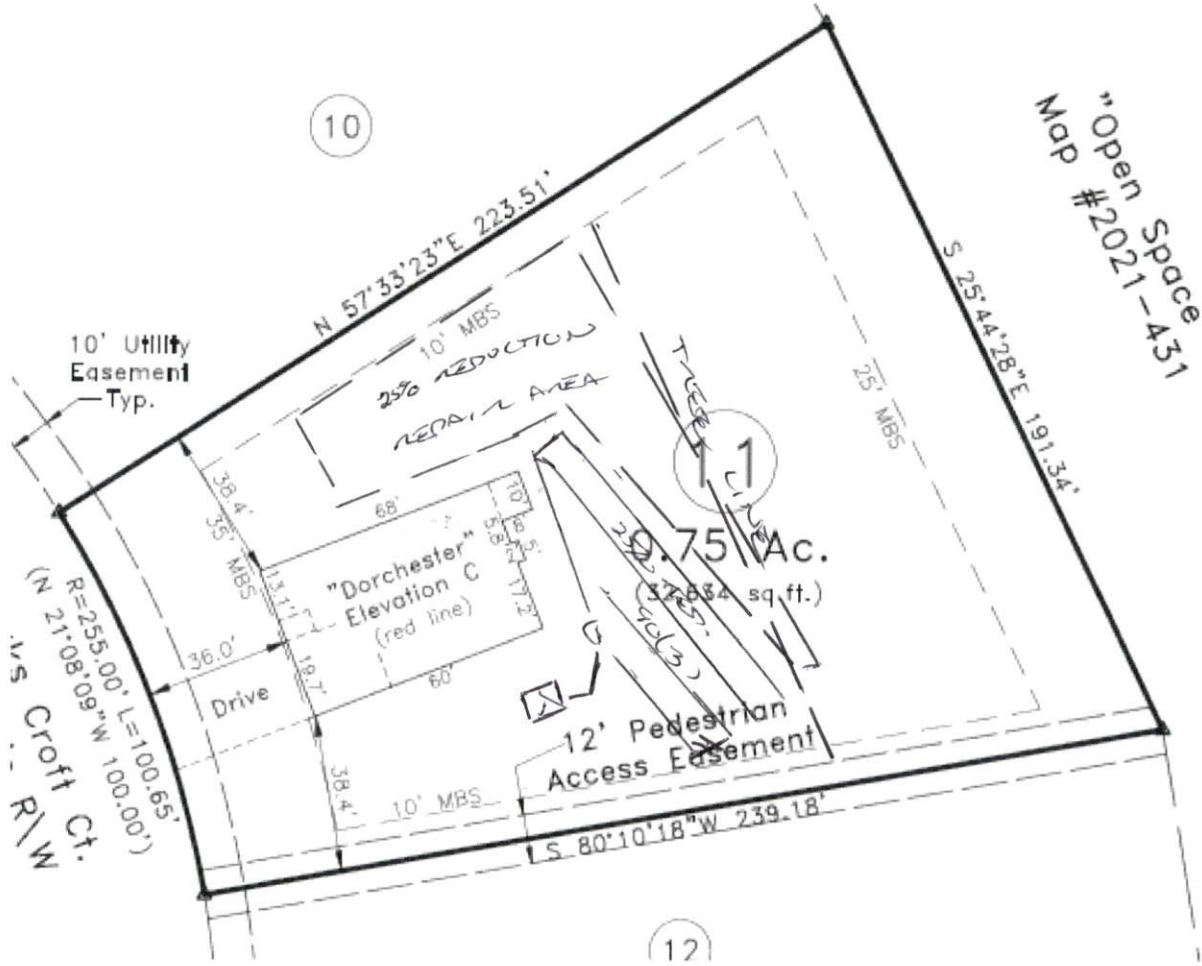 10
"Open Space
Map #2021-431
N 57°33'23"E 223.51'
10' Utility
Easement
Typ.
10' MBS
25% REDUCTION
REPAIR AREA
TREE LINE
S 25°44'28"E 191.34'
25' MBS
11
0.75 Ac.
(32,634 sq.ft.)
38.4'
35' MBS
68'
10'
5.8'
"Dorchester"
Elevation C
(red line)
13.1'
17.2'
19.7'
60'
36.0'
Drive
R=255.00' L=100.65'
(N 21°08'09"W 100.00')
Croft Ct.
R\W
12' Pedestrian
Access Easement
38.4'
10' MBS
S 80°10'18"W 239.18'
12